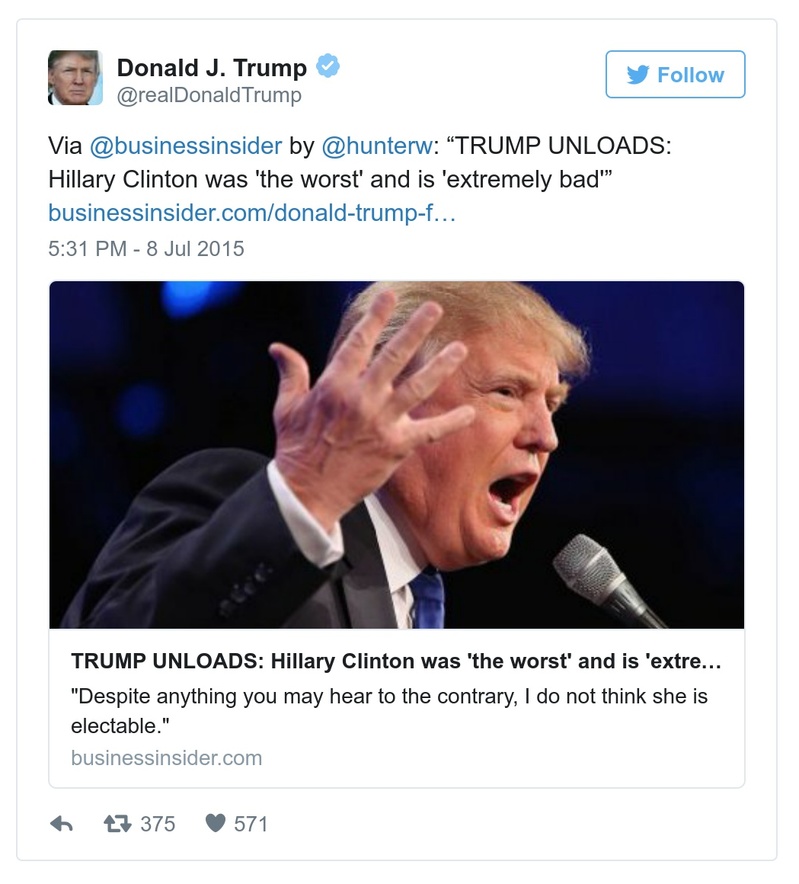 Donald J. Trump
@realDonaldTrump
Follow
Via @businessinsider by @hunterw: “TRUMP UNLOADS:
Hillary Clinton was 'the worst' and is 'extremely bad'”
businessinsider.com/donald-trump-f…
5:31 PM - 8 Jul 2015
TRUMP UNLOADS: Hillary Clinton was 'the worst' and is 'extre…
"Despite anything you may hear to the contrary, I do not think she is
electable."
businessinsider.com
375 571